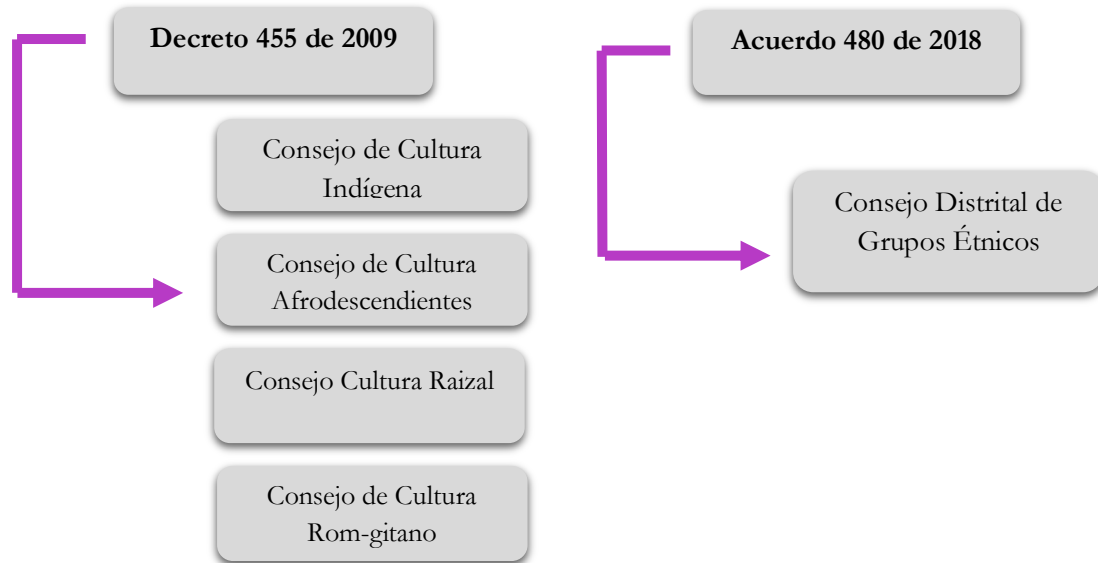 Decreto 455 de 2009
Consejo de Cultura
Indígena
Consejo de Cultura
Afrodescendientes
Consejo Cultura Raizal
Consejo de Cultura
Rom-gitano
Acuerdo 480 de 2018
Consejo Distrital de
Grupos Étnicos